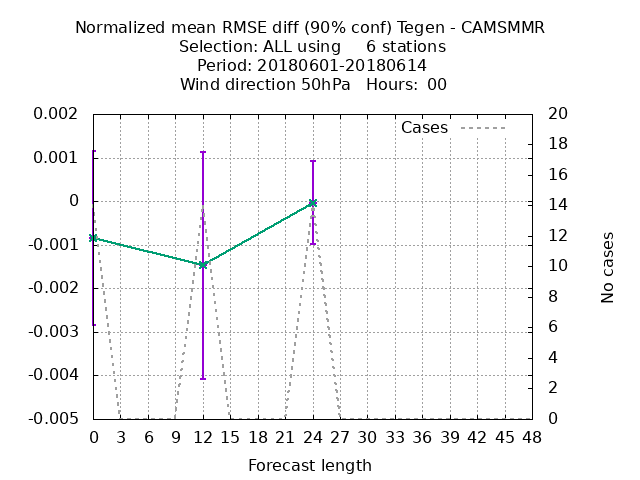 Normalized mean RMSE diff (90% conf) Tegen - CAMSMMR
Selection: ALL using     6 stations
Period: 20180601-20180614
Wind direction 50hPa   Hours:  00
0.002
0.001
0
-0.001
-0.002
-0.003
-0.004
-0.005
Cases
20
18
16
14
12
10
8
6
4
2
0
No cases
0 3 6 9 12 15 18 21 24 27 30 33 36 39 42 45 48
Forecast length